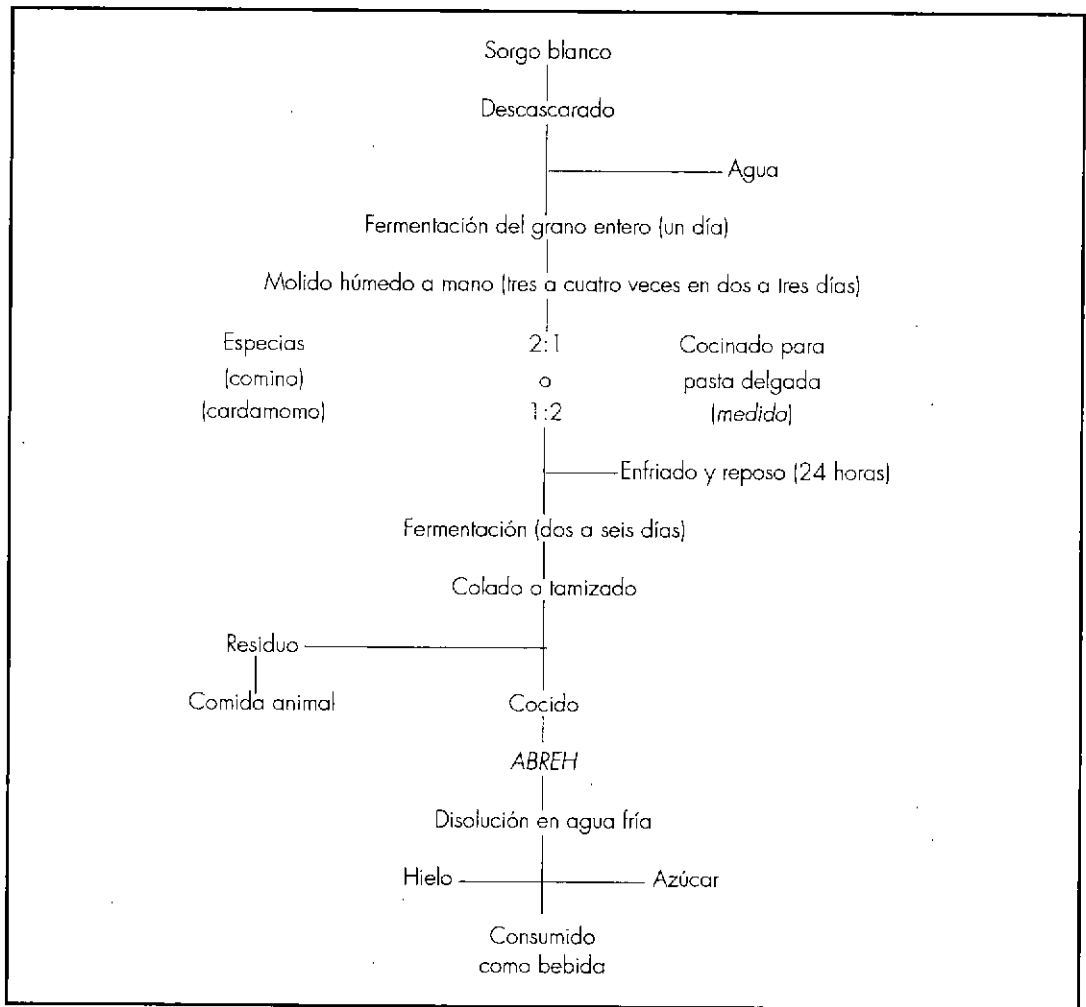 Sorgo blanco
Descascarado
Agua
Fermentación del grano entero (un día)
Molido húmedo a mano (tres a cuatro veces en dos a tres días)
Especias 2:1 Cocinado para
(comino) o pasta delgada
(cardamomo) 1:2 (medida)
Enfriado y reposo (24 horas)
Fermentación (dos a seis días)
Colado o tamizado
Residuo
Comida animal Cocido
ABREH
Disolución en agua fría
Hielo Azúcar
Consumido
como bebida